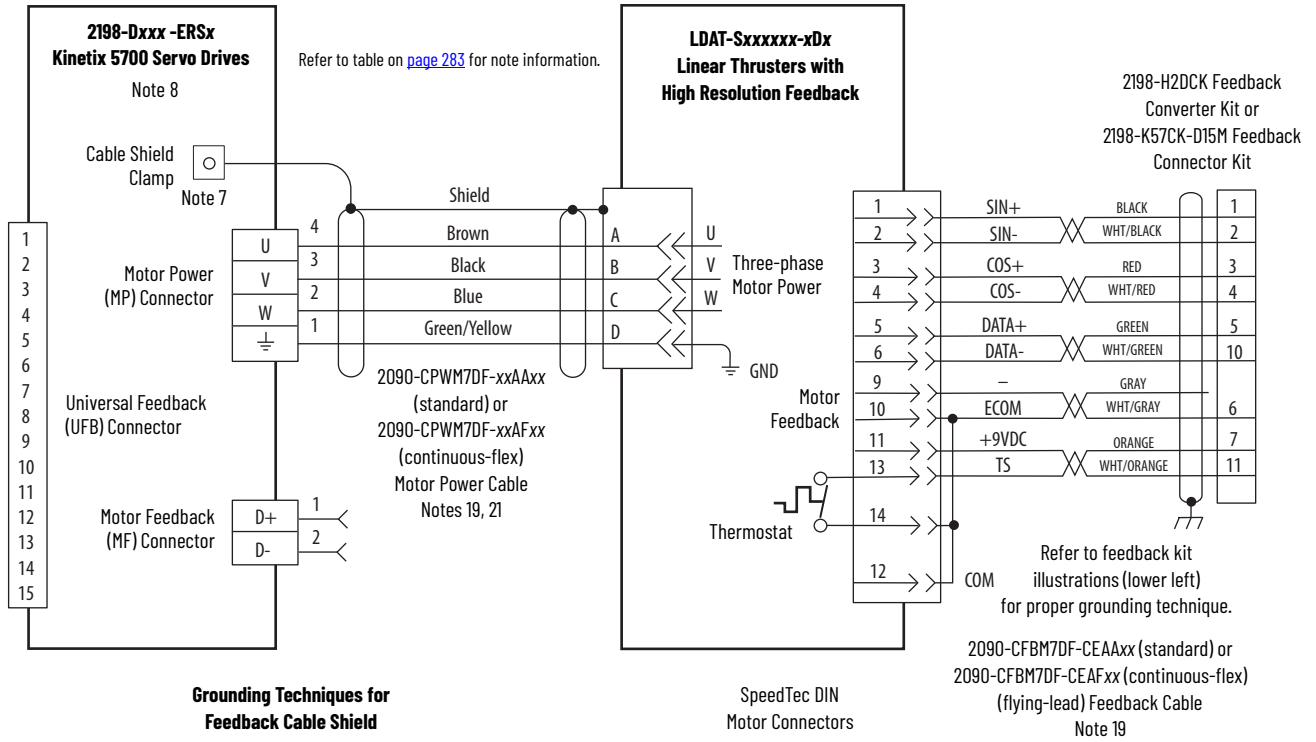 2198-Dxxx -ERSx
Kinetix 5700 Servo Drives
Note 8
Refer to table on page 283 for note information.
LDAT-Sxxxxxx-xDx
Linear Thrusters with
High Resolution Feedback
2198-H2DCK Feedback
Converter Kit or
2198-K57CK-D15M Feedback
Connector Kit
Cable Shield
Clamp
Note 7
1
2
3
4
5
6
7
8
9
10
11
12
13
14
15
Motor Power
(MP) Connector
U
V
W
4
3
2
1
Shield
Brown
Black
Blue
Green/Yellow
A
B
C
D
U
V
W
Three-phase
Motor Power
GND
2090-CPWM7DF-xxAAxx
(standard) or
2090-CPWM7DF-xxAFxx
(continuous-flex)
Motor Power Cable
Notes 19, 21
Universal Feedback
(UFB) Connector
Motor Feedback
(MF) Connector
D+
D-
1
2
Motor
Feedback
Thermostat
1 SIN+ BLACK 1
2 SIN- WHT/BLACK 2
3 COS+ RED 3
4 COS- WHT/RED 4
5 DATA+ GREEN 5
6 DATA- WHT/GREEN 10
9 – GRAY
10 ECOM WHT/GRAY 6
11 +9VDC ORANGE 7
13 TS WHT/ORANGE 11
14
12 COM
Refer to feedback kit
illustrations (lower left)
for proper grounding technique.
2090-CFBM7DF-CEAAxx (standard) or
2090-CFBM7DF-CEAFxx (continuous-flex)
(flying-lead) Feedback Cable
Note 19
Grounding Techniques for
Feedback Cable Shield
SpeedTec DIN
Motor Connectors